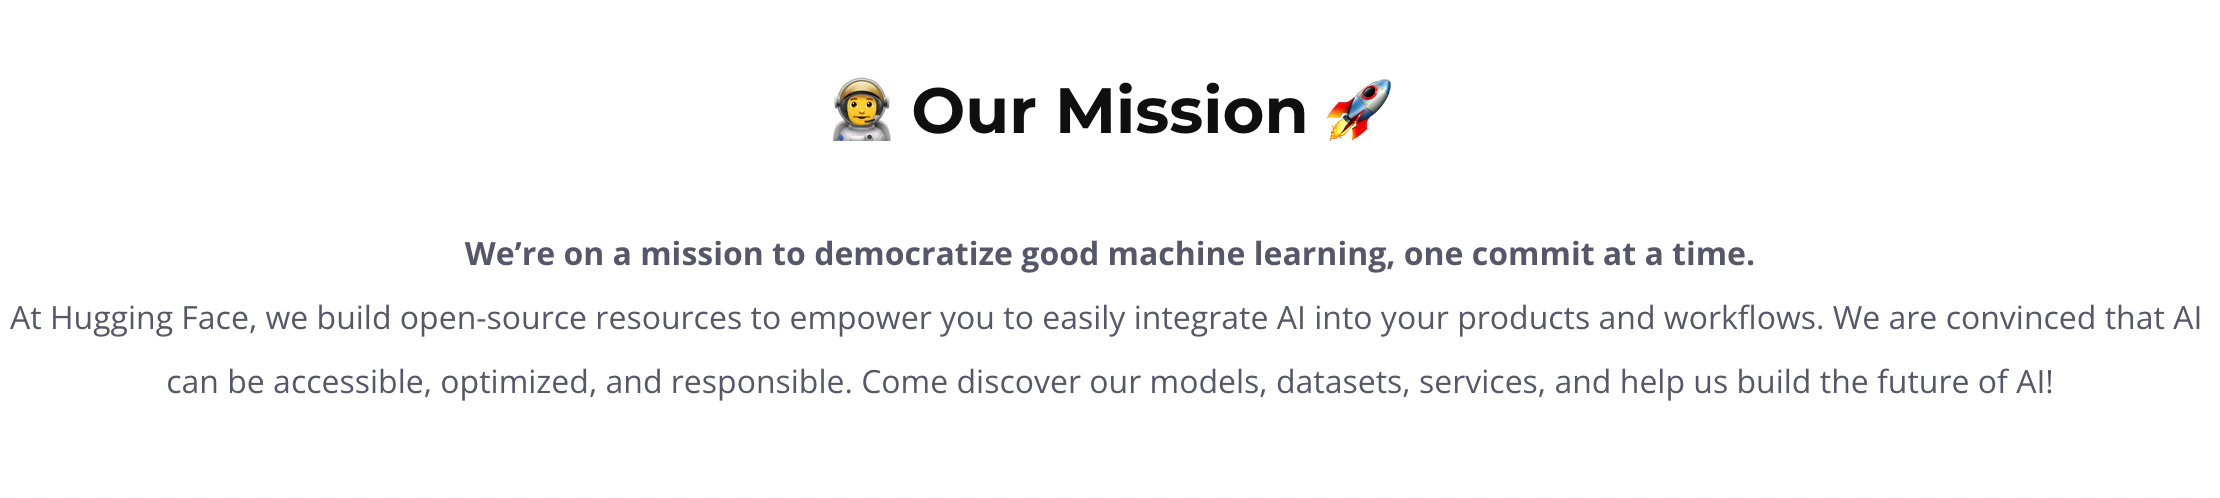 🧑‍🚀 Our Mission 🚀
We’re on a mission to democratize good machine learning, one commit at a time.
At Hugging Face, we build open-source resources to empower you to easily integrate AI into your products and workflows. We are convinced that AI
can be accessible, optimized, and responsible. Come discover our models, datasets, services, and help us build the future of AI!